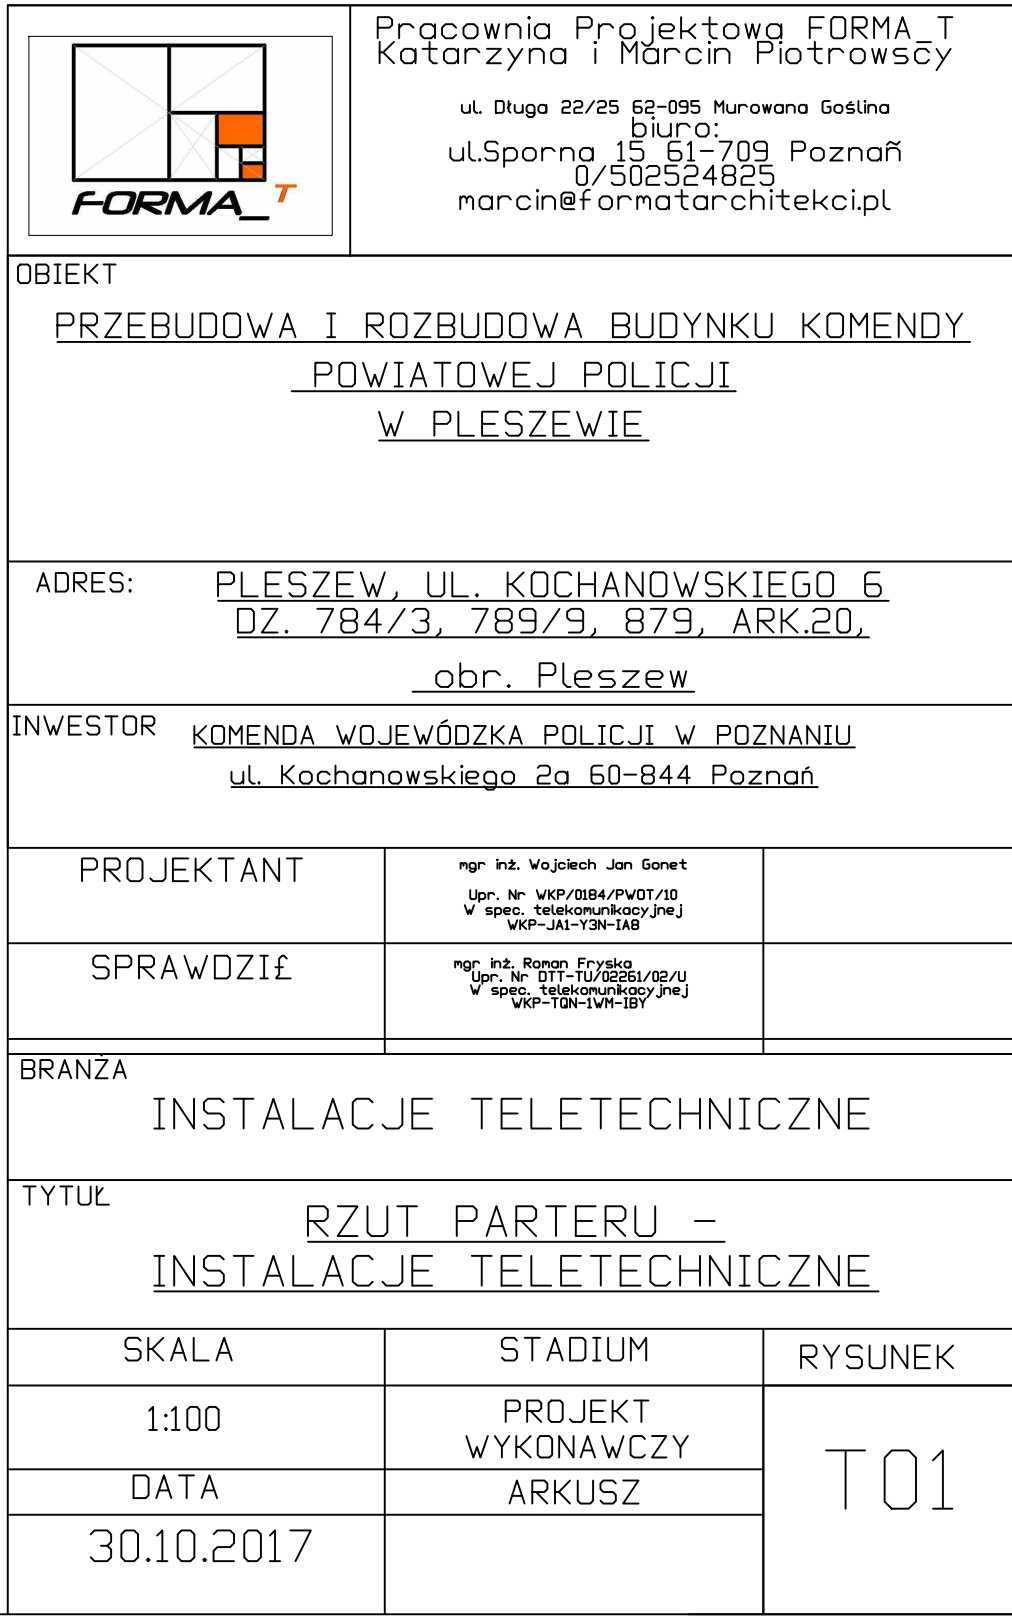 FORMA_T
Pracownia Projektowa FORMA_T
Katarzyna i Marcin Piotrowscy
ul. Długa 22/25 62-095 Murowana Goślina
biuro:
ul.Sporna 15 61-709 Poznañ
0/502524825
marcin@formatarchitekci.pl
OBIEKT
PRZEBUDOWA I ROZBUDOWA BUDYNKU KOMENDY
POWIATOWEJ POLICJI
W PLESZEWIE
ADRES:
PLESZEW, UL. KOCHANOWSKIEGO 6
DZ. 784/3, 789/9, 879, ARK.20,
obr. Pleszew
INWESTOR
KOMENDA WOJEWÓDZKA POLICJI W POZNANIU
ul. Kochanowskiego 2a 60-844 Poznań
PROJEKTANT
mgr inż. Wojciech Jan Gonet
Upr. Nr WKP/0184/PWOT/10
W spec. telekomunikacyjnej
WKP-JA1-Y3N-IA8
SPRAWDZI£
mgr inż. Roman Fryska
Upr. Nr DTT-TU/02261/02/U
W spec. telekomunikacyjnej
WKP-TQN-1WM-IBY
BRANŻA
INSTALACJE TELETECHNICZNE
TYTUŁ
RZUT PARTERU -
INSTALACJE TELETECHNICZNE
SKALA
STADIUM
RYSUNEK
1:100
PROJEKT
WYKONAWCZY
T01
DATA
ARKUSZ
30.10.2017